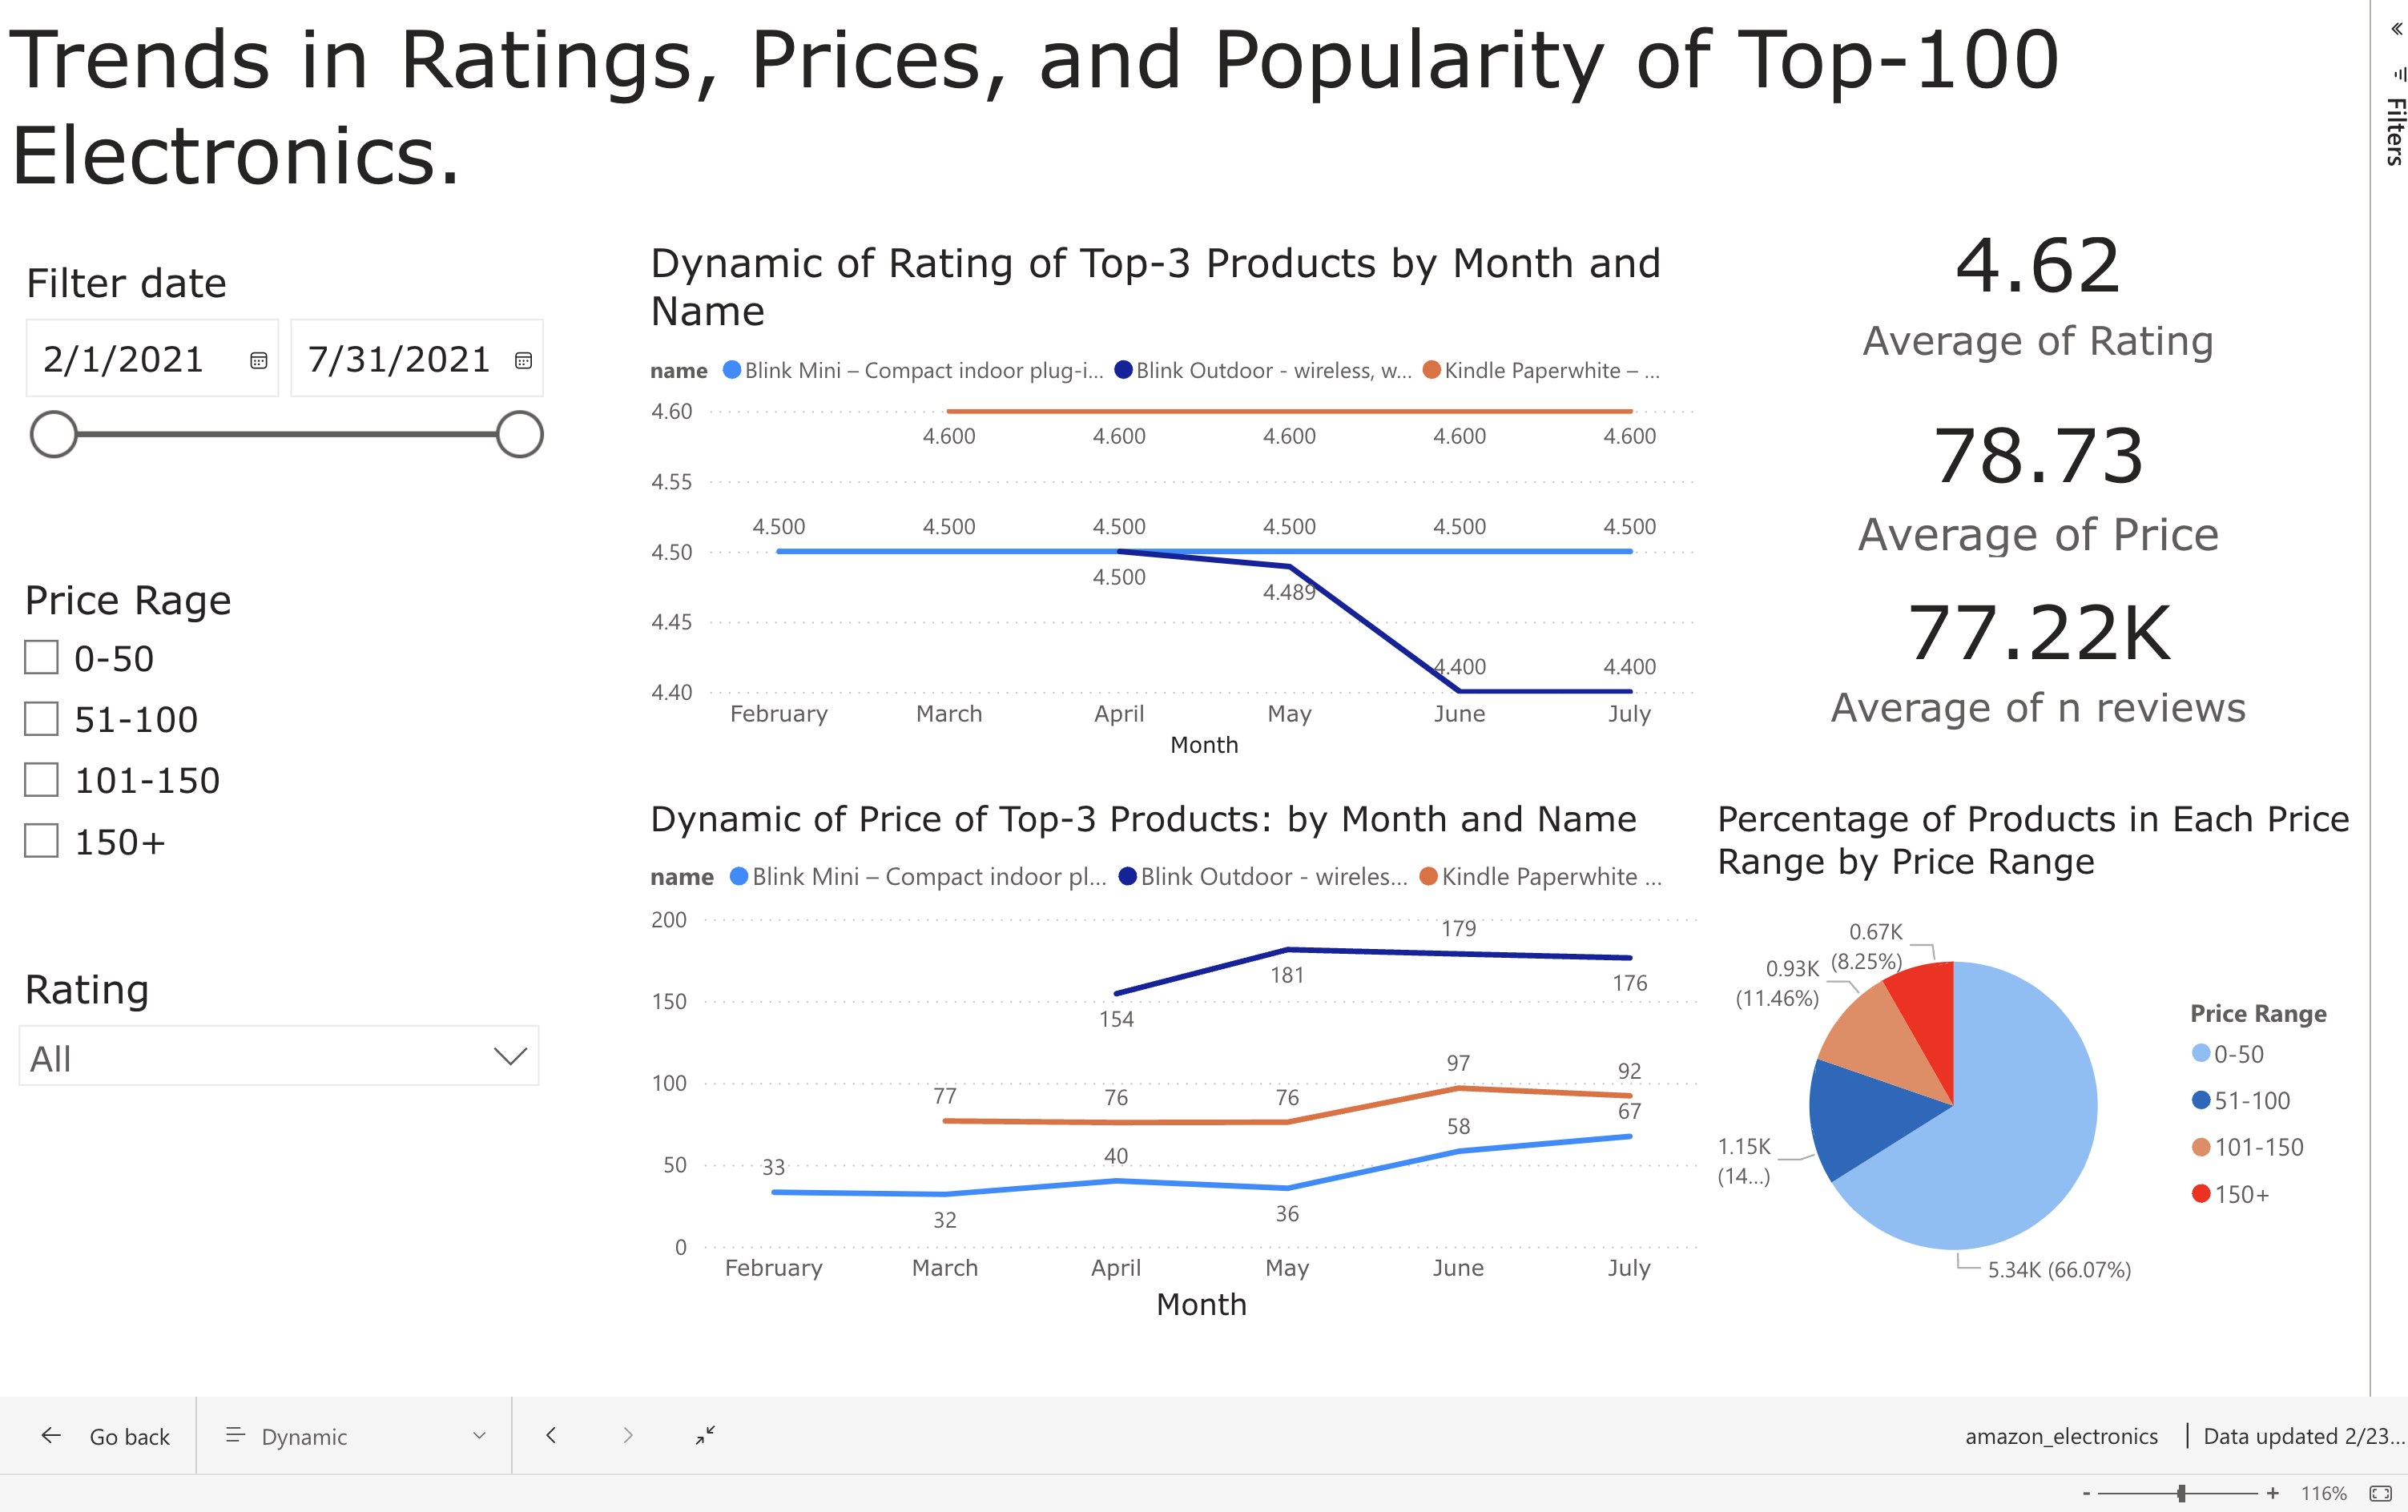 Trends in Ratings, Prices, and Popularity of Top-100
Electronics.
Filters
Filter date
2/1/2021
7/31/2021
Price Rage
0-50
51-100
101-150
150+
Rating
All
Dynamic of Rating of Top-3 Products by Month and
Name
name Blink Mini – Compact indoor plug-i... Blink Outdoor - wireless, w... Kindle Paperwhite – ...
4.60
4.600 4.600 4.600 4.600 4.600
4.55
4.500 4.500 4.500 4.500 4.500 4.500
4.50
4.500
4.489
4.45
4.400 4.400
4.40
February March April May June July
Month
4.62
Average of Rating
78.73
Average of Price
77.22K
Average of n reviews
Dynamic of Price of Top-3 Products: by Month and Name
name Blink Mini – Compact indoor pl... Blink Outdoor - wireles... Kindle Paperwhite ...
200
179
181
176
150
154
97
92
100
77 76 76
67
58
40
50
33
32
36
0
February March April May June July
Month
Percentage of Products in Each Price
Range by Price Range
0.67K
(8.25%)
0.93K
(11.46%)
1.15K
(14...)
5.34K (66.07%)
Price Range
0-50
51-100
101-150
150+
Go back
Dynamic
amazon_electronics | Data updated 2/23...
- + 116%